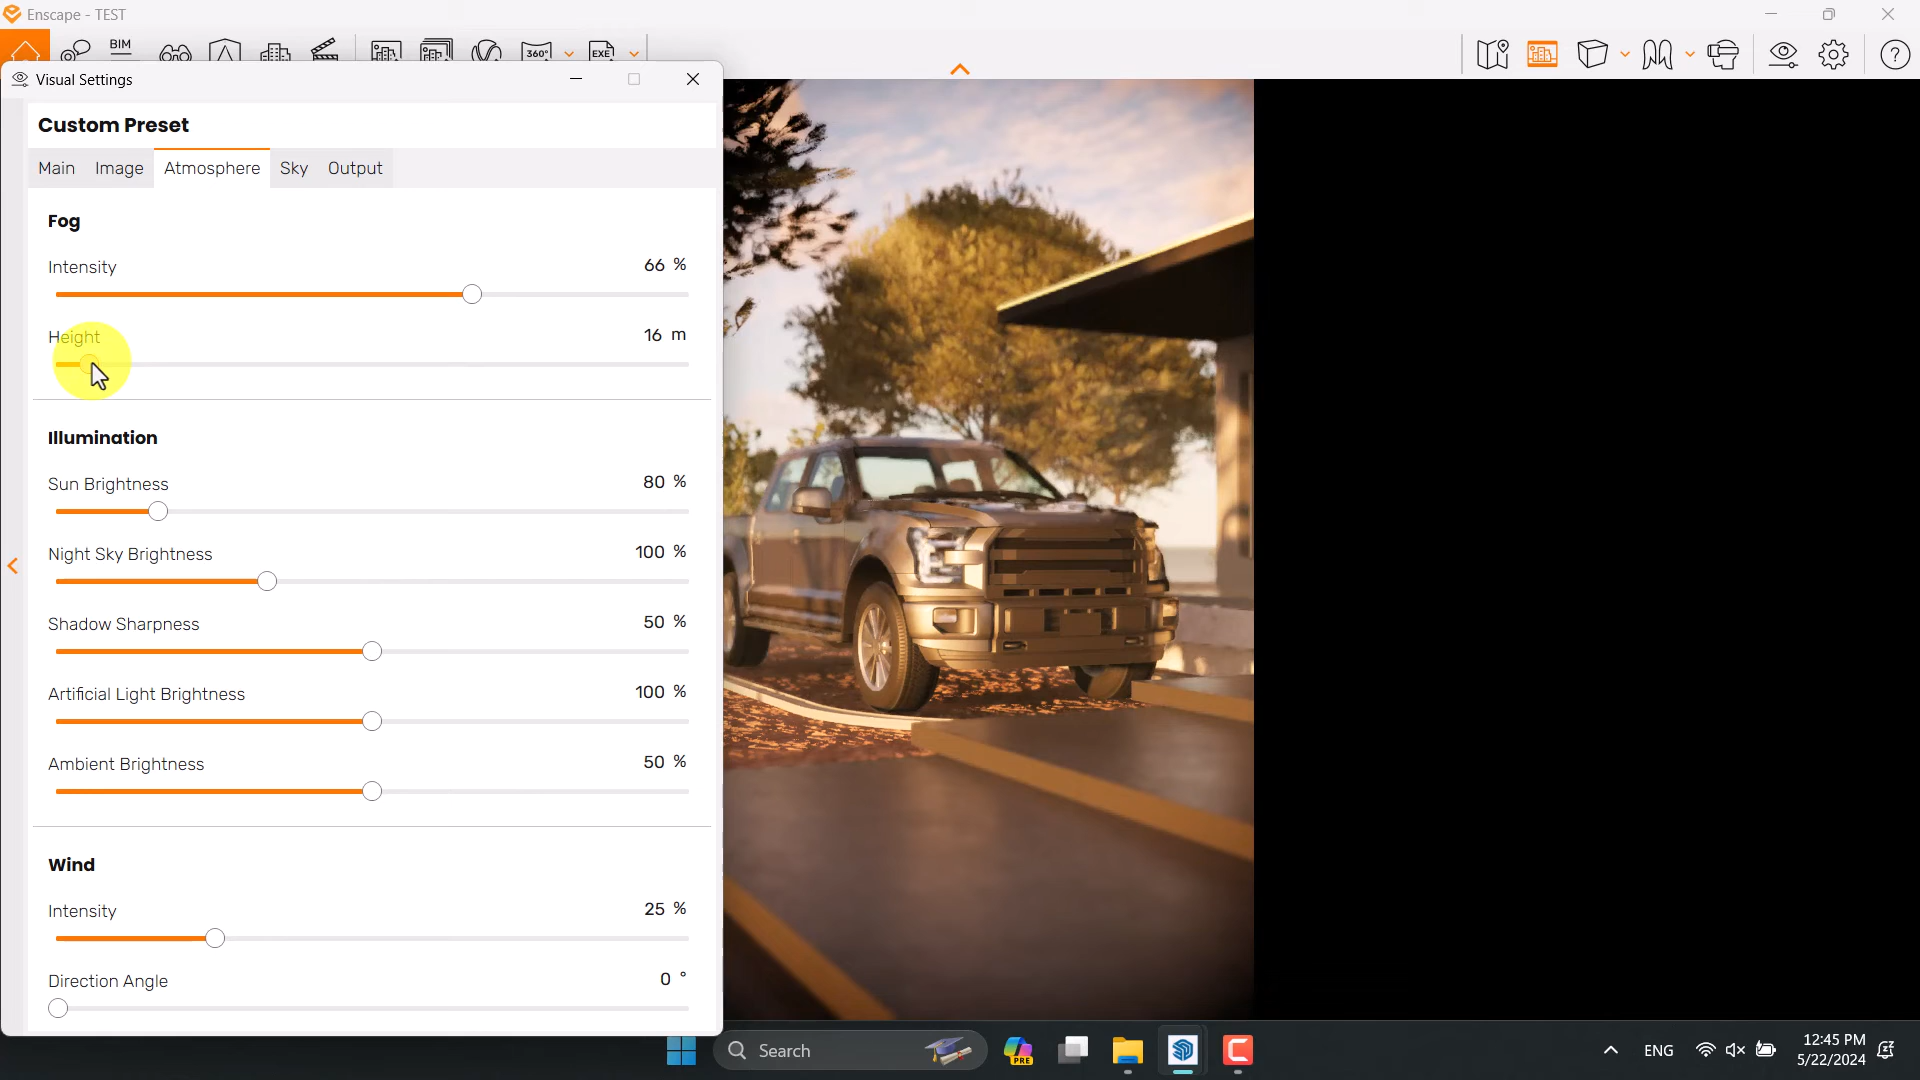 Enscape - TEST
BIM
360°
EXE
?
Visual Settings
Custom Preset
Main Image Atmosphere Sky Output
Fog
Intensity 66 %
Height 16 m
Illumination
Sun Brightness 80 %
Night Sky Brightness 100 %
Shadow Sharpness 50 %
Artificial Light Brightness 100 %
Ambient Brightness 50 %
Wind
Intensity 25 %
Direction Angle 0 °
Search
PRE
ENG
12:45 PM
5/22/2024